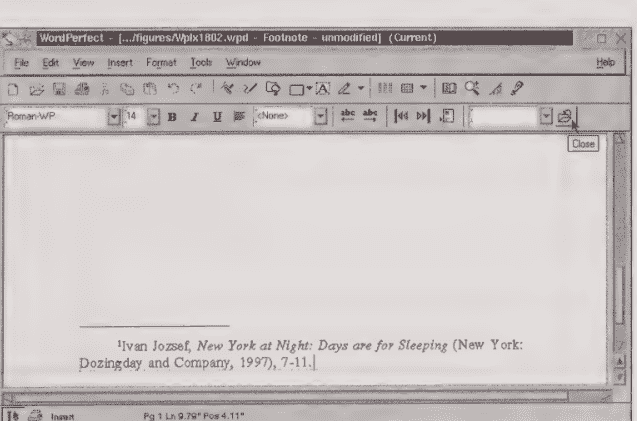 WordPerfect - [.../figures/Wplx1802.wpd - Footnote - unmodified] (Current)
File Edit View Insert Format Tools Window Help
Roman-WP 14 B I U <None> abc abc
Close
1Ivan Jozsef, New York at Night: Days are for Sleeping (New York:
Dozingday and Company, 1997), 7-11.
Insert Pg 1 Ln 9.79" Pos 4.11"